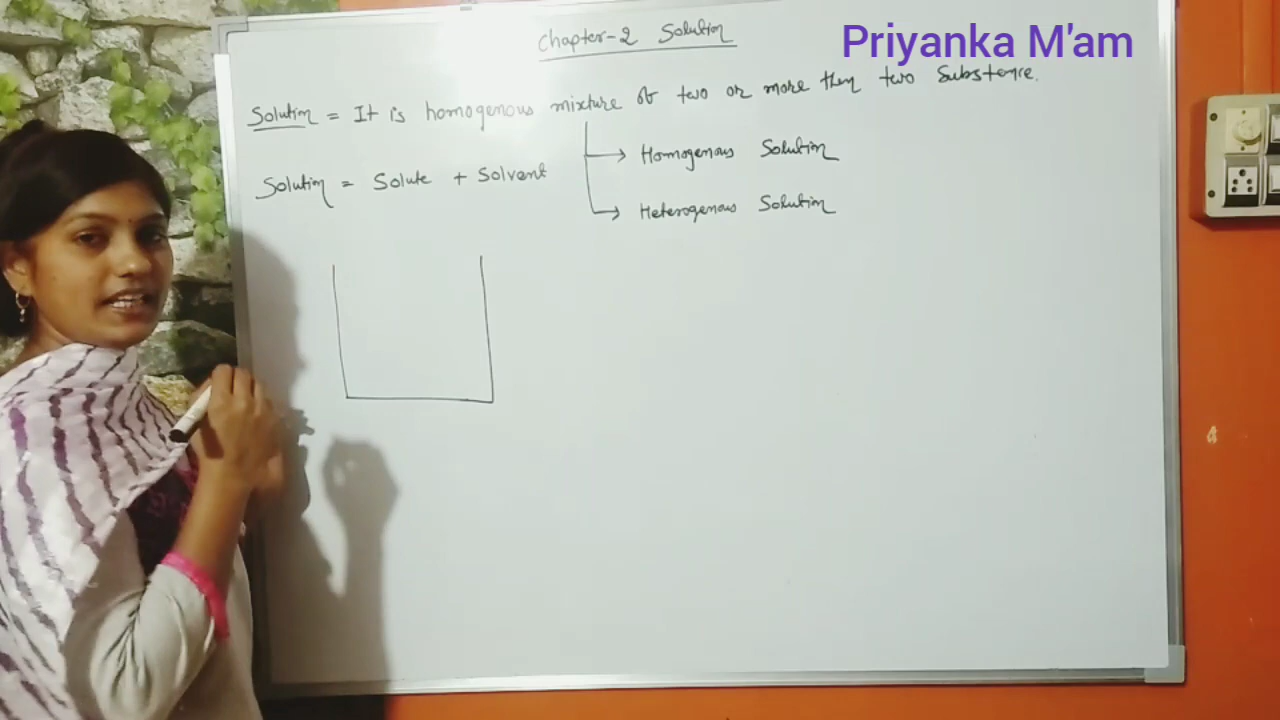 Chapter-2 Solution
Priyanka M'am
Solution = It is homogenous mixture of two or more then two Substence.
Homogenous Solution
Solution = Solute + Solvent
Heterogenous Solution